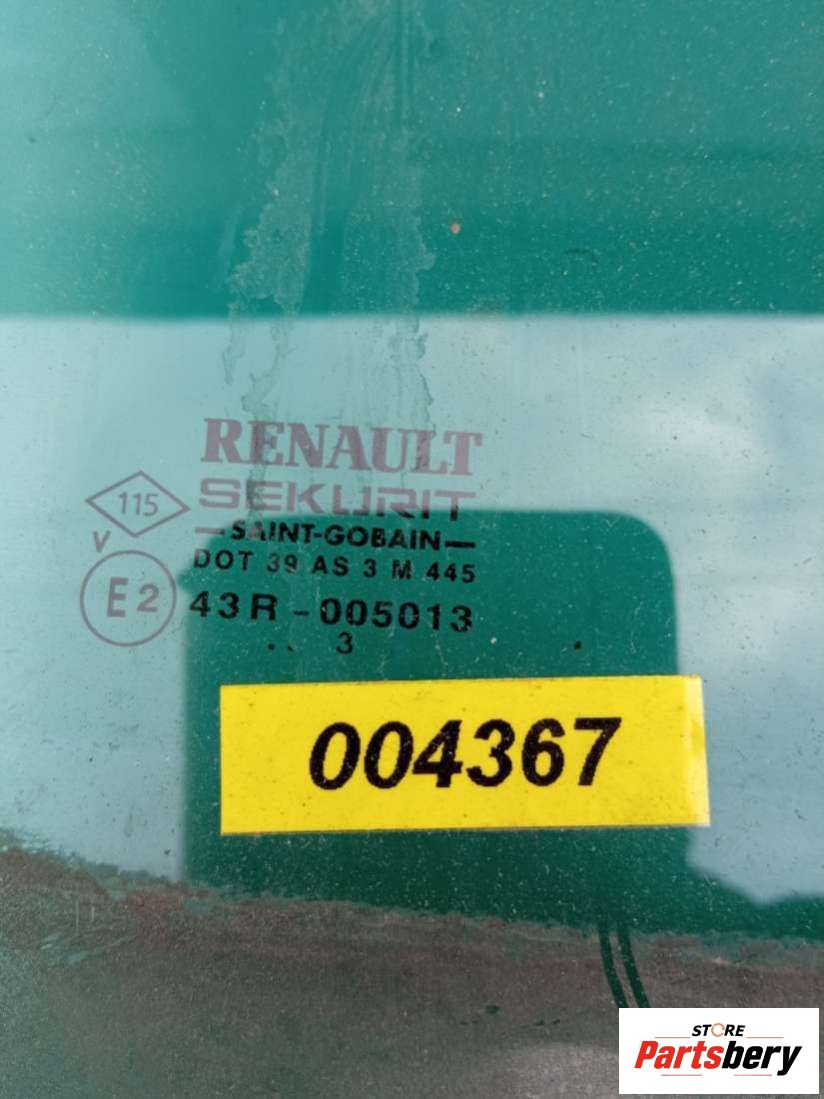 RENAULT
SEKURIT
115
SAINT-GOBAIN
V
DOT 39 AS 3 M 445
E2
43R - 005013
.. 3 .
004367
STORE
Partsbery